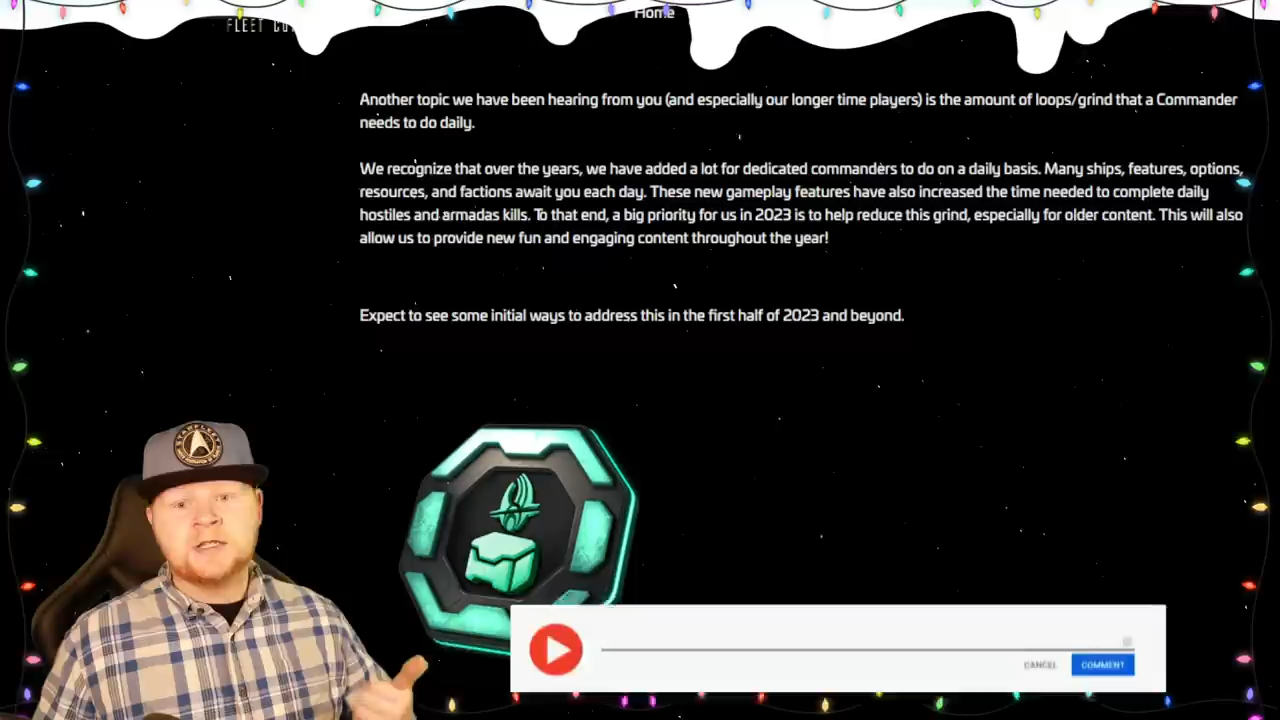 Home
Another topic we have been hearing from you (and especially our longer time players) is the amount of loops/grind that a Commander
needs to do daily.
We recognize that over the years, we have added a lot for dedicated commanders to do on a daily basis. Many ships, features, options,
resources, and factions await you each day. These new gameplay features have also increased the time needed to complete daily
hostiles and armadas kills. To that end, a big priority for us in 2023 is to help reduce this grind, especially for older content. This will also
allow us to provide new fun and engaging content throughout the year!
Expect to see some initial ways to address this in the first half of 2023 and beyond.
CANCEL
COMMENT